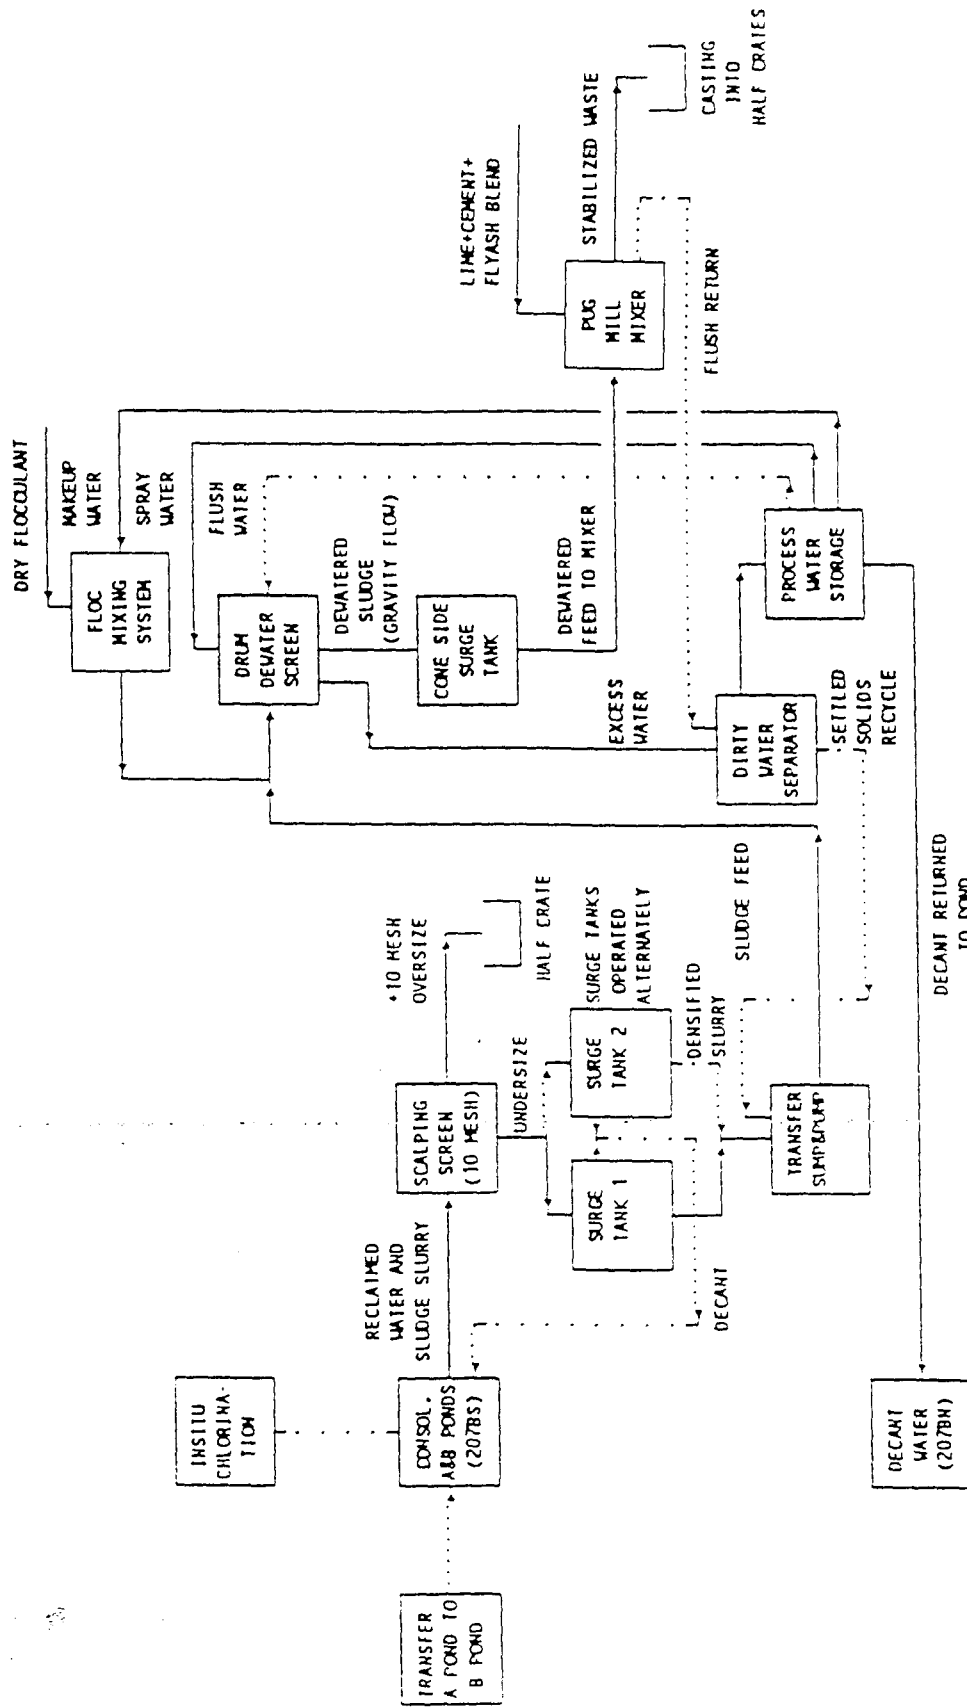 TRANSFER
A POND TO
B POND
INSITU
CHLORINA-
TION
CONSOL.
A&B PONDS
(207BS)
RECLAIMED
WATER AND
SLUDGE SLURRY
SCALPING
SCREEN
(10 MESH)
+10 MESH
OVERSIZE
HALF CRATE
UNDERSIZE
SURGE
TANK 1
SURGE
TANK 2
SURGE TANKS
OPERATED
ALTERNATELY
DECANT
DENSIFIED
SLURRY
TRANSFER
SUMP&PUMP
SLUDGE FEED
DECANT
WATER
(207BN)
DECANT RETURNED
TO POND
DRY FLOCCULANT
MAKEUP
WATER
SPRAY
WATER
FLOC
MIXING
SYSTEM
FLUSH
WATER
DRUM
DEWATER
SCREEN
DEWATERED
SLUDGE
(GRAVITY FLOW)
CONE SIDE
SURGE
TANK
DEWATERED
FEED TO MIXER
EXCESS
WATER
DIRTY
WATER
SEPARATOR
SETTLED
SOLIDS
RECYCLE
PROCESS
WATER
STORAGE
LIME+CEMENT+
FLYASH BLEND
PUG
MILL
MIXER
FLUSH RETURN
STABILIZED WASTE
CASTING
INTO
HALF CRATES